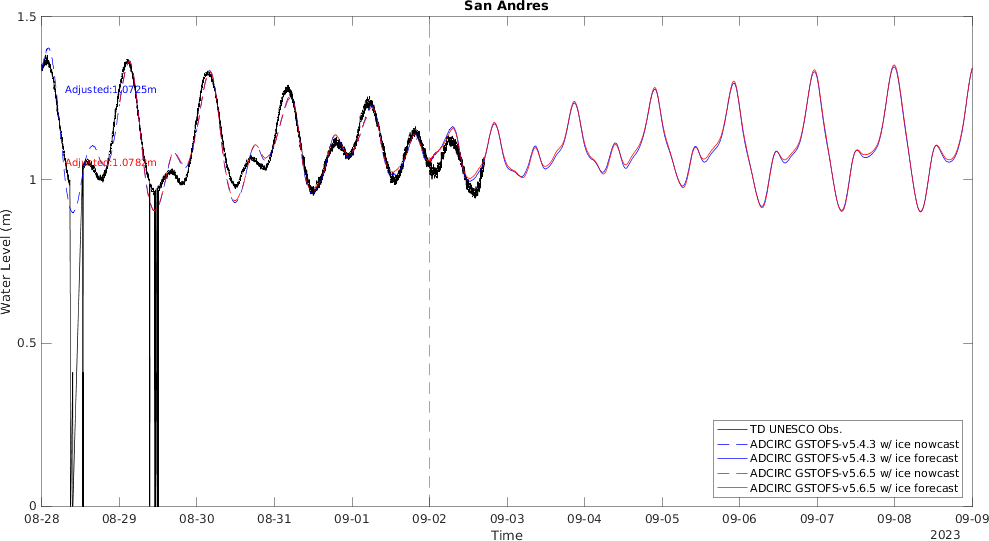 San Andres
1.5
Adjusted:1.0725m
Adjusted:1.0782m
1
Water Level (m)
0.5
TD UNESCO Obs.
ADCIRC GSTOFS-v5.4.3 w/ ice nowcast
ADCIRC GSTOFS-v5.4.3 w/ ice forecast
ADCIRC GSTOFS-v5.6.5 w/ ice nowcast
ADCIRC GSTOFS-v5.6.5 w/ ice forecast
0
08-28 08-29 08-30 08-31 09-01 09-02 09-03 09-04 09-05 09-06 09-07 09-08 09-09
Time
2023